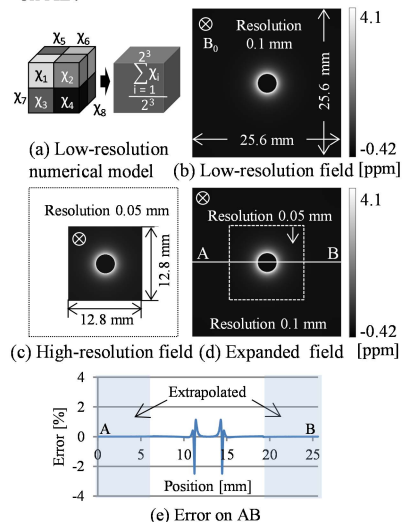 χ5 χ6
χ1 χ2
χ7 χ3 χ4 χ8
2^3
∑ χi
i = 1
2^3
(a) Low-resolution
numerical model
B0
Resolution
0.1 mm
25.6 mm
25.6 mm
4.1
-0.42
(b) Low-resolution field [ppm]
Resolution 0.05 mm
12.8 mm
12.8 mm
(c) High-resolution field
Resolution 0.05 mm
A B
Resolution 0.1 mm
4.1
-0.42
(d) Expanded field [ppm]
Error [%]
4
2
0
-2
-4
Extrapolated
A B
0 5 10 15 20 25
Position [mm]
(e) Error on AB